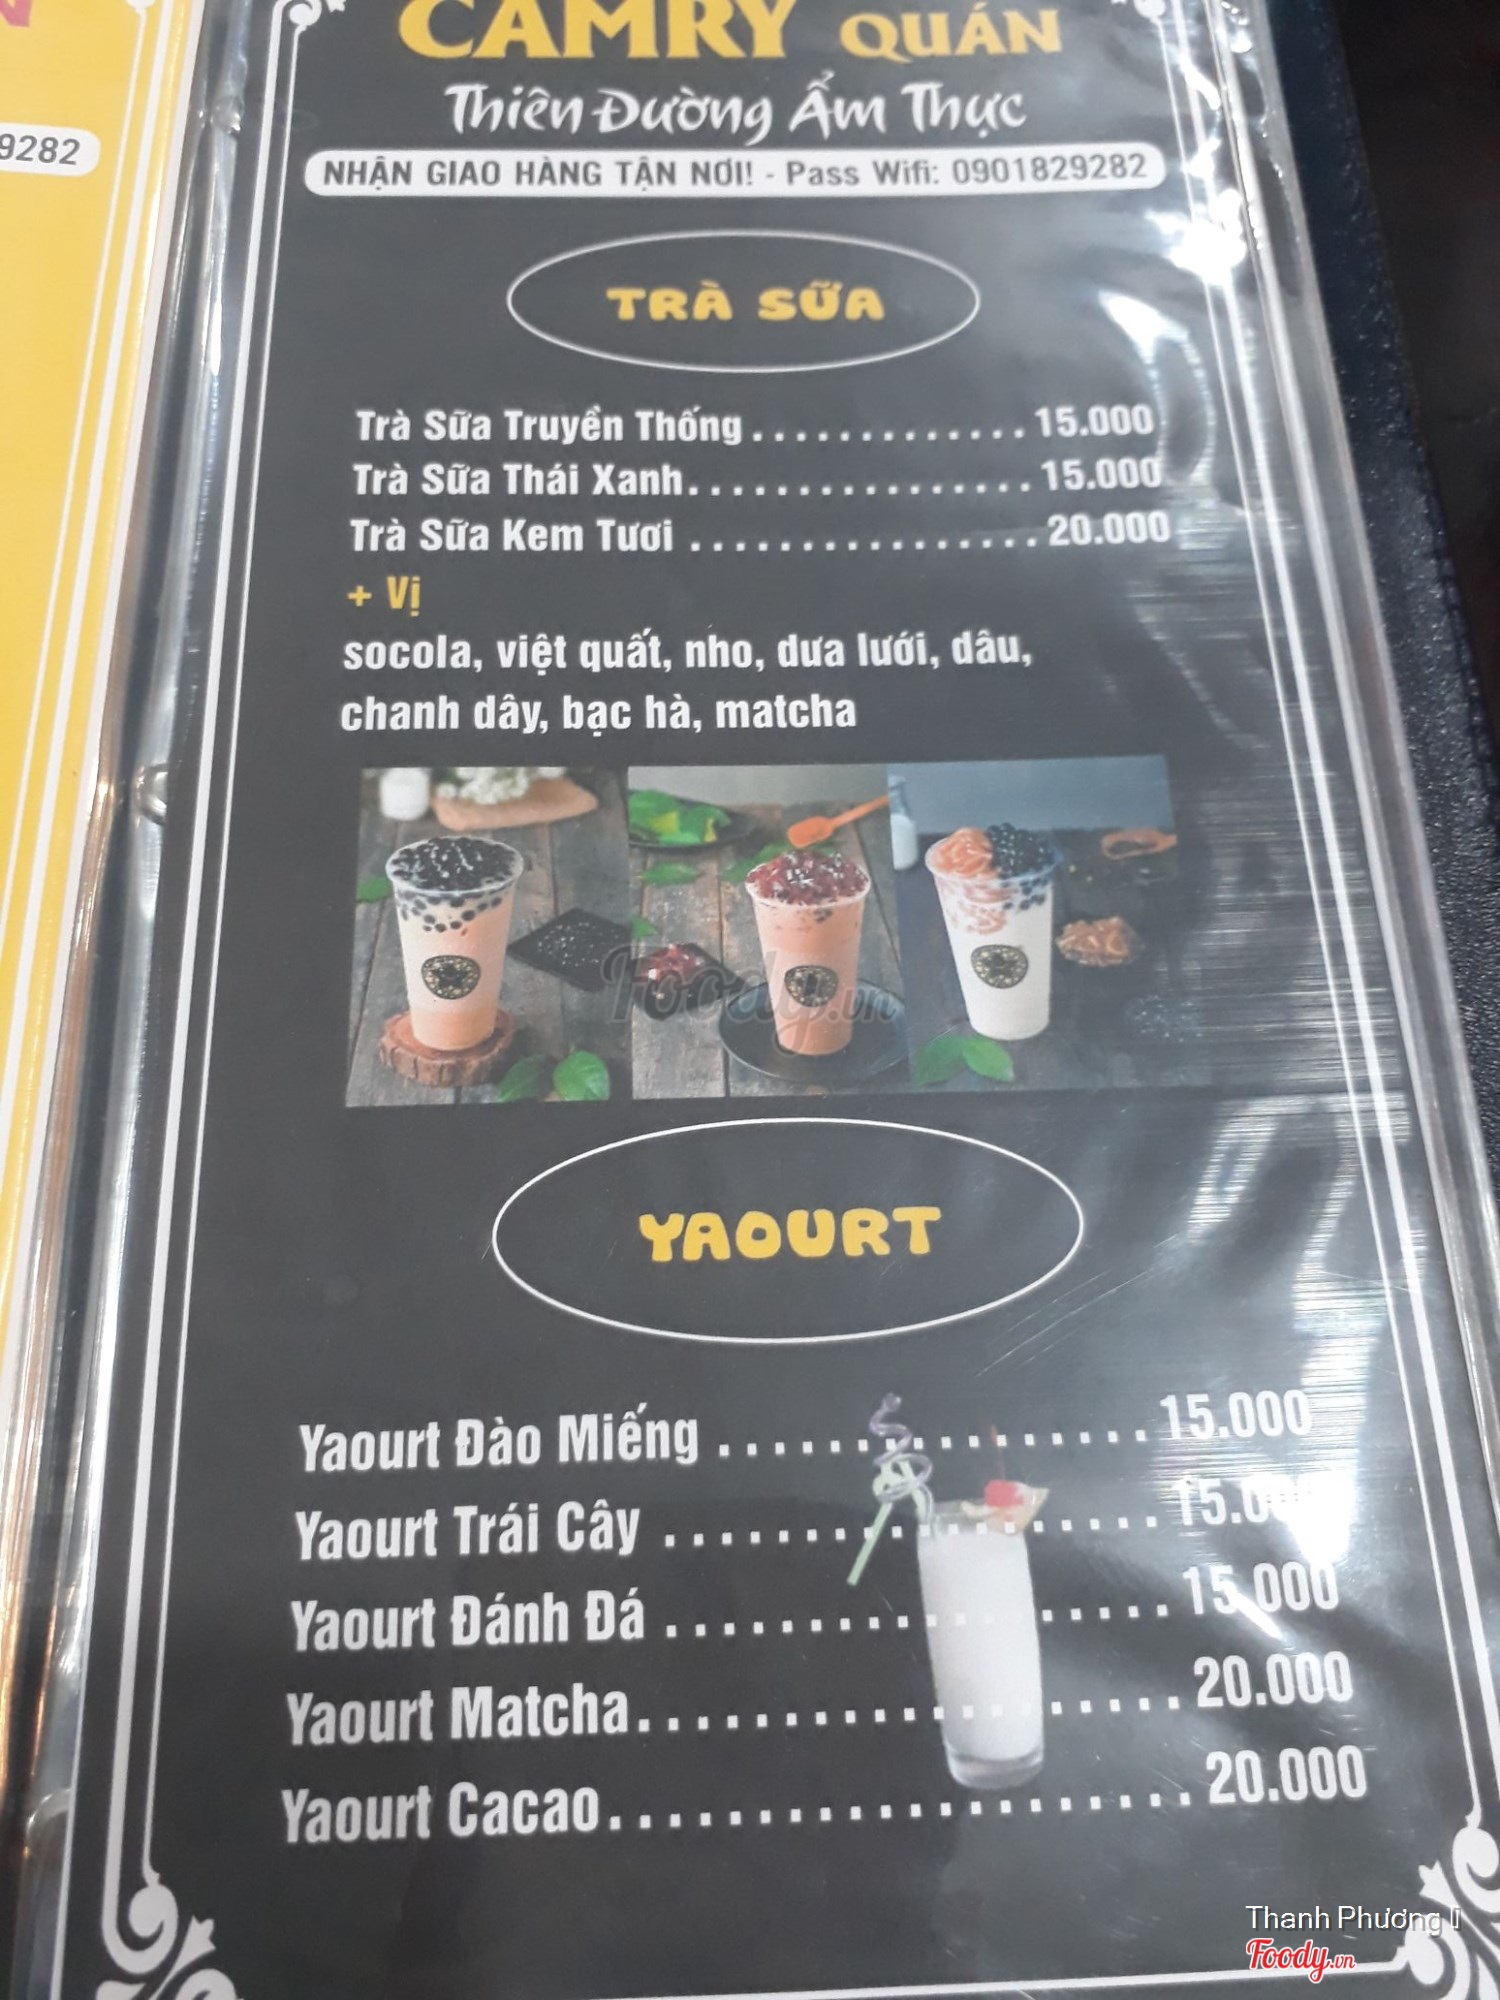 CAMRY QUÁN
Thiên Đường Ẩm Thực
9282
NHẬN GIAO HÀNG TẬN NƠI! - Pass Wifi: 0901829282
TRÀ SỮA
Trà Sữa Truyền Thống............. 15.000
Trà Sữa Thái Xanh................ 15.000
Trà Sữa Kem Tươi ................ 20.000
+ Vị
socola, việt quất, nho, dưa lưới, dâu,
chanh dây, bạc hà, matcha
Foody.vn
YAOURT
Yaourt Đào Miếng ................ 15.000
Yaourt Trái Cây .................. 15.000
Yaourt Đánh Đá .................. 15.000
Yaourt Matcha................... 20.000
Yaourt Cacao.................... 20.000
Thanh Phương
Foody.vn